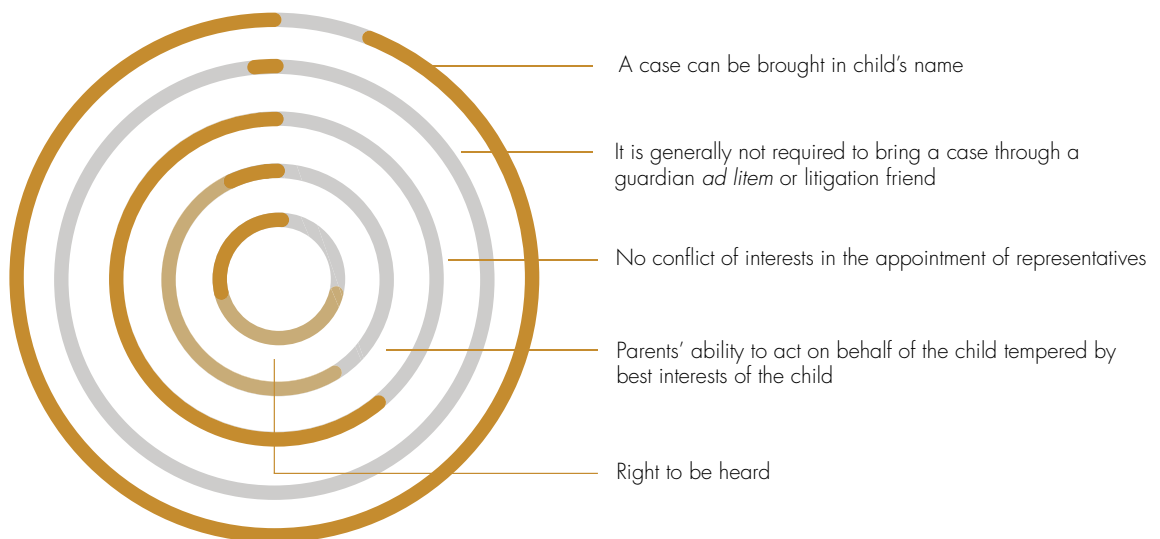 A case can be brought in child’s name
It is generally not required to bring a case through a
guardian ad litem or litigation friend
No conflict of interests in the appointment of representatives
Parents’ ability to act on behalf of the child tempered by
best interests of the child
Right to be heard